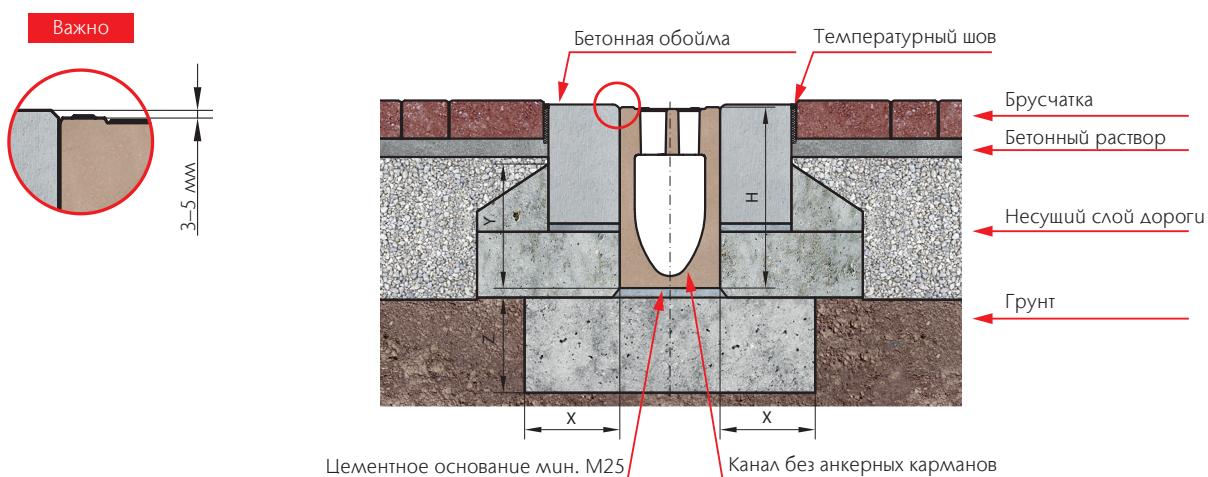 Важно
3–5 мм
Бетонная обойма
Температурный шов
Брусчатка
Бетонный раствор
Несущий слой дороги
Грунт
Y
H
Z
X
X
Цементное основание мин. М25
Канал без анкерных карманов